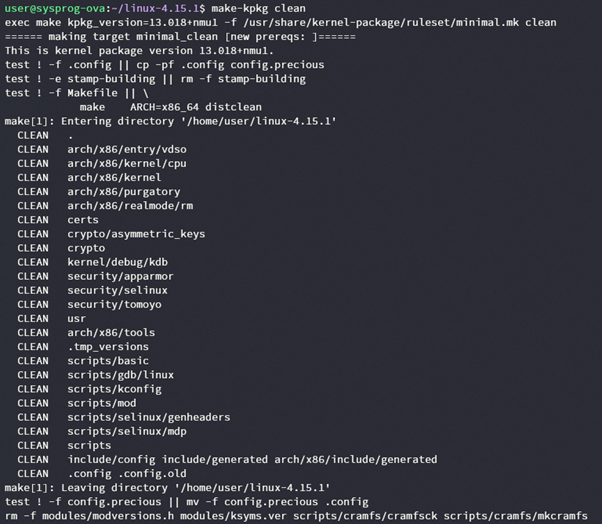 user@sysprog-ova:~/linux-4.15.1$ make-kpkg clean
exec make kpkg_version=13.018+nmu1 -f /usr/share/kernel-package/ruleset/minimal.mk clean
====== making target minimal_clean [new prereqs: ]======
This is kernel package version 13.018+nmu1.
test ! -f .config || cp -pf .config config.precious
test ! -e stamp-building || rm -f stamp-building
test ! -f Makefile || \
            make    ARCH=x86_64 distclean
make[1]: Entering directory '/home/user/linux-4.15.1'
  CLEAN   .
  CLEAN   arch/x86/entry/vdso
  CLEAN   arch/x86/kernel/cpu
  CLEAN   arch/x86/kernel
  CLEAN   arch/x86/purgatory
  CLEAN   arch/x86/realmode/rm
  CLEAN   certs
  CLEAN   crypto/asymmetric_keys
  CLEAN   crypto
  CLEAN   kernel/debug/kdb
  CLEAN   security/apparmor
  CLEAN   security/selinux
  CLEAN   security/tomoyo
  CLEAN   usr
  CLEAN   arch/x86/tools
  CLEAN   .tmp_versions
  CLEAN   scripts/basic
  CLEAN   scripts/gdb/linux
  CLEAN   scripts/kconfig
  CLEAN   scripts/mod
  CLEAN   scripts/selinux/genheaders
  CLEAN   scripts/selinux/mdp
  CLEAN   scripts
  CLEAN   include/config include/generated arch/x86/include/generated
  CLEAN   .config .config.old
make[1]: Leaving directory '/home/user/linux-4.15.1'
test ! -f config.precious || mv -f config.precious .config
rm -f modules/modversions.h modules/ksyms.ver scripts/cramfs/cramfsck scripts/cramfs/mkcramfs